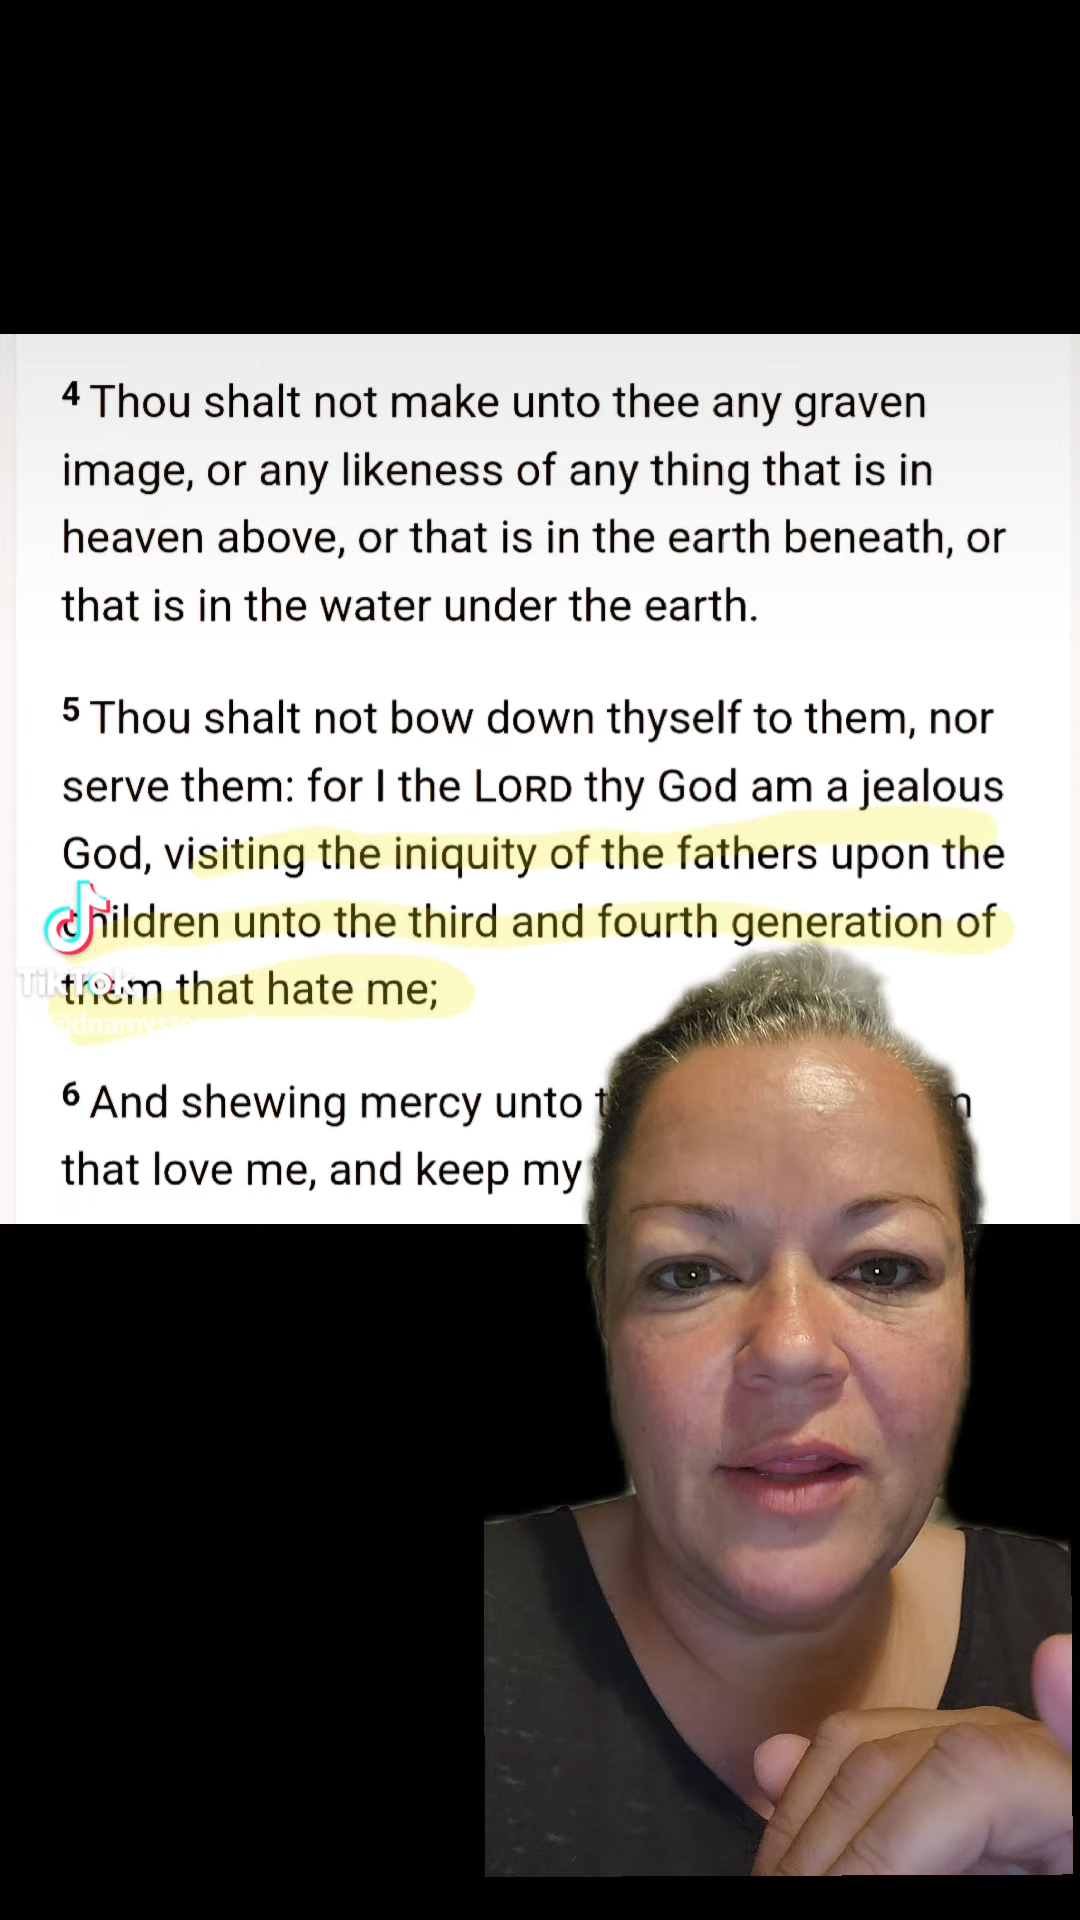 4 Thou shalt not make unto thee any graven
image, or any likeness of any thing that is in
heaven above, or that is in the earth beneath, or
that is in the water under the earth.
5 Thou shalt not bow down thyself to them, nor
serve them: for I the LORD thy God am a jealous
God, visiting the iniquity of the fathers upon the
children unto the third and fourth generation of
them that hate me;
TikTok
6 And shewing mercy unto
that love me, and keep my